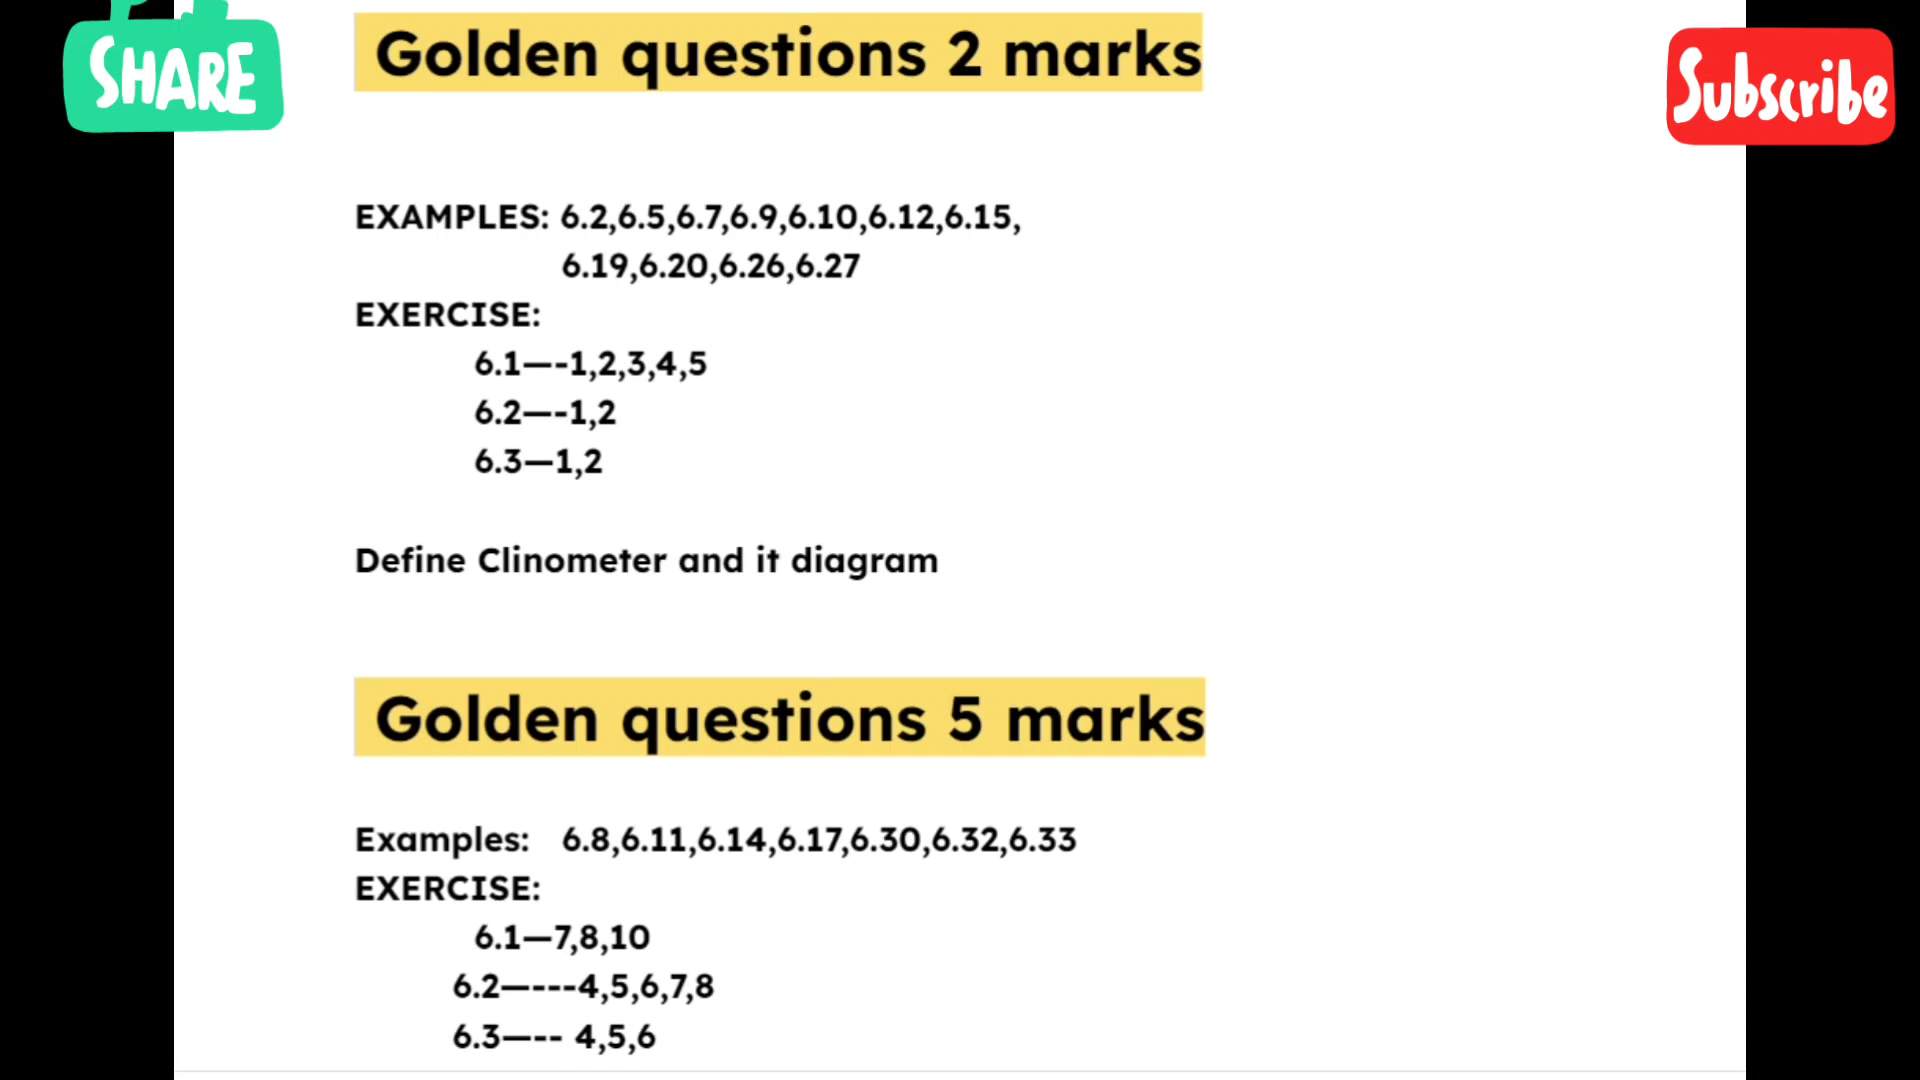 SHARE
Subscribe
Golden questions 2 marks
EXAMPLES: 6.2,6.5,6.7,6.9,6.10,6.12,6.15,
6.19,6.20,6.26,6.27
EXERCISE:
6.1—-1,2,3,4,5
6.2—-1,2
6.3—1,2
Define Clinometer and it diagram
Golden questions 5 marks
Examples: 6.8,6.11,6.14,6.17,6.30,6.32,6.33
EXERCISE:
6.1—7,8,10
6.2—---4,5,6,7,8
6.3—-- 4,5,6